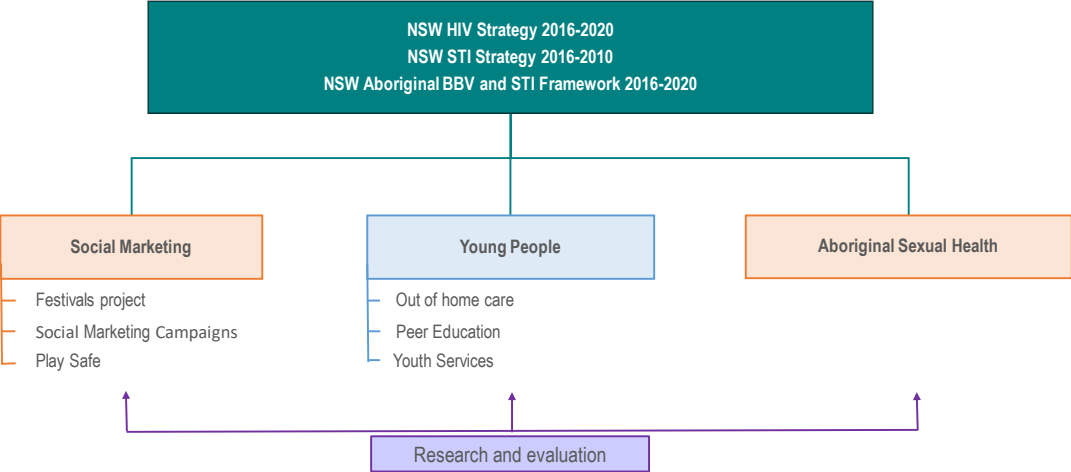 NSW HIV Strategy 2016-2020
NSW STI Strategy 2016-2010
NSW Aboriginal BBV and STI Framework 2016-2020
Social Marketing
Young People
Aboriginal Sexual Health
Festivals project
Social Marketing Campaigns
Play Safe
Out of home care
Peer Education
Youth Services
Research and evaluation